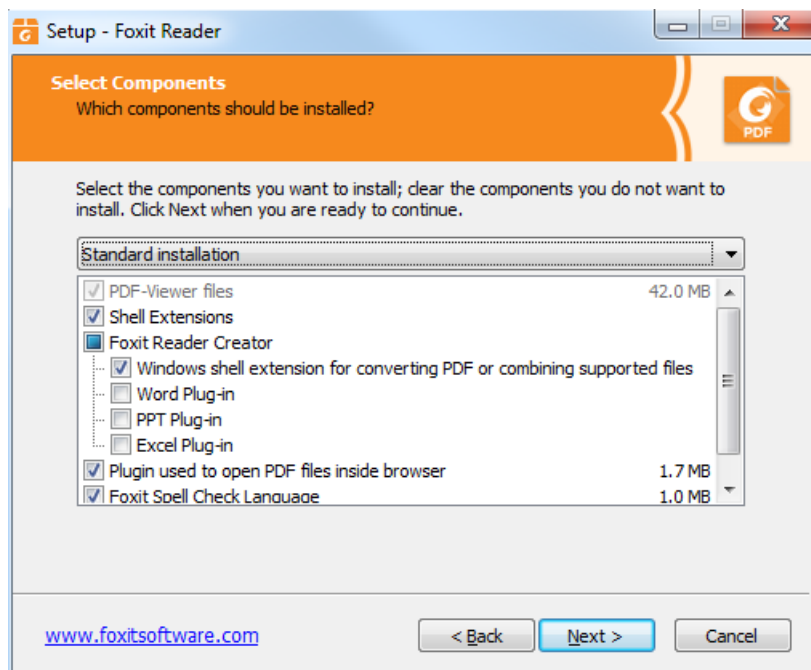 Setup - Foxit Reader
Select Components
Which components should be installed?
PDF
Select the components you want to install; clear the components you do not want to
install. Click Next when you are ready to continue.
Standard installation
PDF-Viewer files 42.0 MB
Shell Extensions
Foxit Reader Creator
Windows shell extension for converting PDF or combining supported files
Word Plug-in
PPT Plug-in
Excel Plug-in
Plugin used to open PDF files inside browser 1.7 MB
Foxit Spell Check Language 1.0 MB
www.foxitsoftware.com < Back Next > Cancel